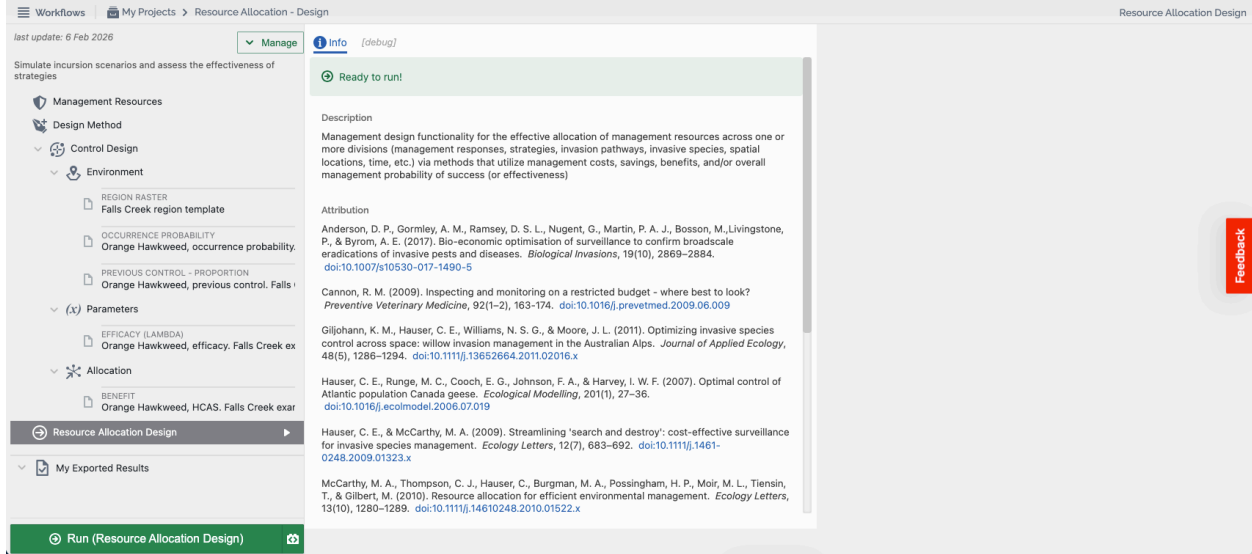 Workflows
My Projects > Resource Allocation - Design
Resource Allocation Design
last update: 6 Feb 2026
Manage
Simulate incursion scenarios and assess the effectiveness of
strategies
Management Resources
Design Method
Control Design
Environment
REGION RASTER
Falls Creek region template
OCCURRENCE PROBABILITY
Orange Hawkweed, occurrence probability.
PREVIOUS CONTROL - PROPORTION
Orange Hawkweed, previous control. Falls
(x) Parameters
EFFICACY (LAMBDA)
Orange Hawkweed, efficacy. Falls Creek ex
Allocation
BENEFIT
Orange Hawkweed, HCAS. Falls Creek exar
Resource Allocation Design
My Exported Results
Run (Resource Allocation Design)
Info
[debug]
Ready to run!
Description
Management design functionality for the effective allocation of management resources across one or
more divisions (management responses, strategies, invasion pathways, invasive species, spatial
locations, time, etc.) via methods that utilize management costs, savings, benefits, and/or overall
management probability of success (or effectiveness)
Attribution
Anderson, D. P., Gormley, A. M., Ramsey, D. S. L., Nugent, G., Martin, P. A. J., Bosson, M.,Livingstone,
P., & Byrom, A. E. (2017). Bio-economic optimisation of surveillance to confirm broadscale
eradications of invasive pests and diseases. Biological Invasions, 19(10), 2869–2884.
doi:10.1007/s10530-017-1490-5
Cannon, R. M. (2009). Inspecting and monitoring on a restricted budget - where best to look?
Preventive Veterinary Medicine, 92(1–2), 163-174. doi:10.1016/j.prevetmed.2009.06.009
Giljohann, K. M., Hauser, C. E., Williams, N. S. G., & Moore, J. L. (2011). Optimizing invasive species
control across space: willow invasion management in the Australian Alps. Journal of Applied Ecology,
48(5), 1286–1294. doi:10.1111/j.13652664.2011.02016.x
Hauser, C. E., Runge, M. C., Cooch, E. G., Johnson, F. A., & Harvey, I. W. F. (2007). Optimal control of
Atlantic population Canada geese. Ecological Modelling, 201(1), 27–36.
doi:10.1016/j.ecolmodel.2006.07.019
Hauser, C. E., & McCarthy, M. A. (2009). Streamlining 'search and destroy': cost-effective surveillance
for invasive species management. Ecology Letters, 12(7), 683–692. doi:10.1111/j.1461-
0248.2009.01323.x
McCarthy, M. A., Thompson, C. J., Hauser, C., Burgman, M. A., Possingham, H. P., Moir, M. L., Tiensin,
T., & Gilbert, M. (2010). Resource allocation for efficient environmental management. Ecology Letters,
13(10), 1280–1289. doi:10.1111/j.14610248.2010.01522.x
Feedback